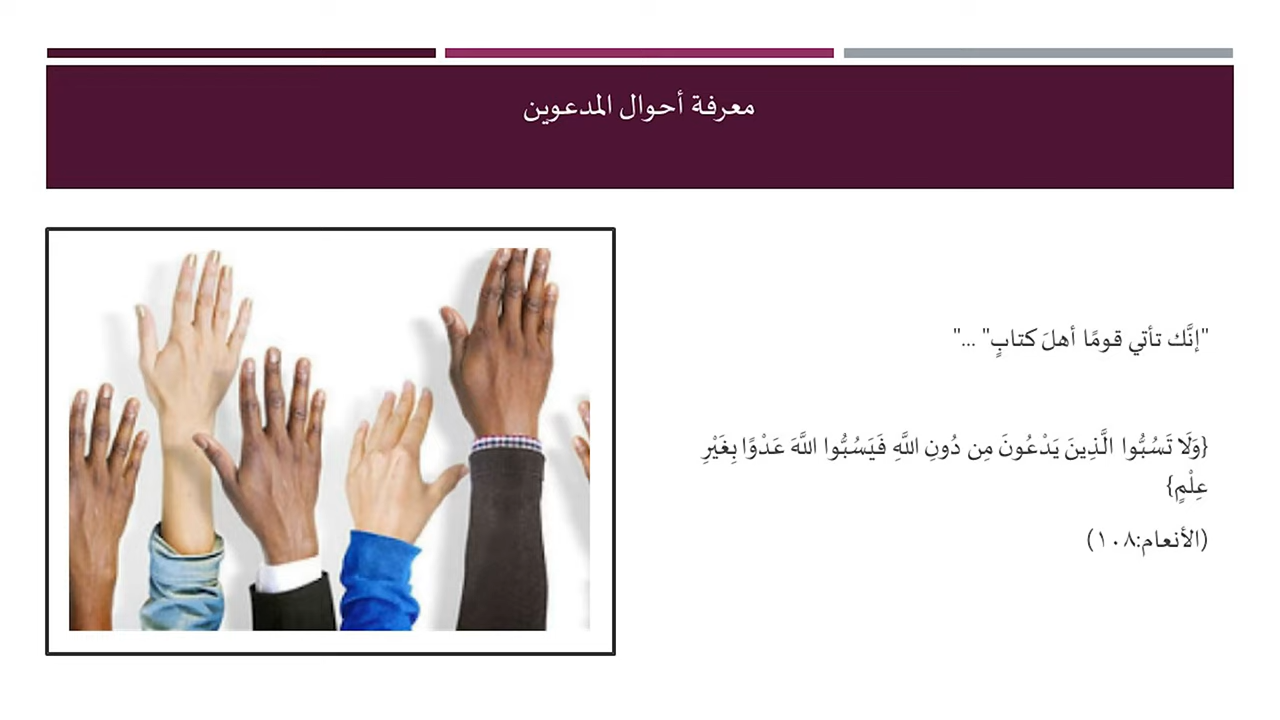 معرفة أحوال المدعوين
"إنَّك تأتي قومًا أهلَ كتابٍ" ..."
{وَلَا تَسُبُّوا الَّذِينَ يَدْعُونَ مِن دُونِ اللَّهِ فَيَسُبُّوا اللَّهَ عَدْوًا بِغَيْرِ
عِلْمٍ}
(الأنعام:١٠٨)